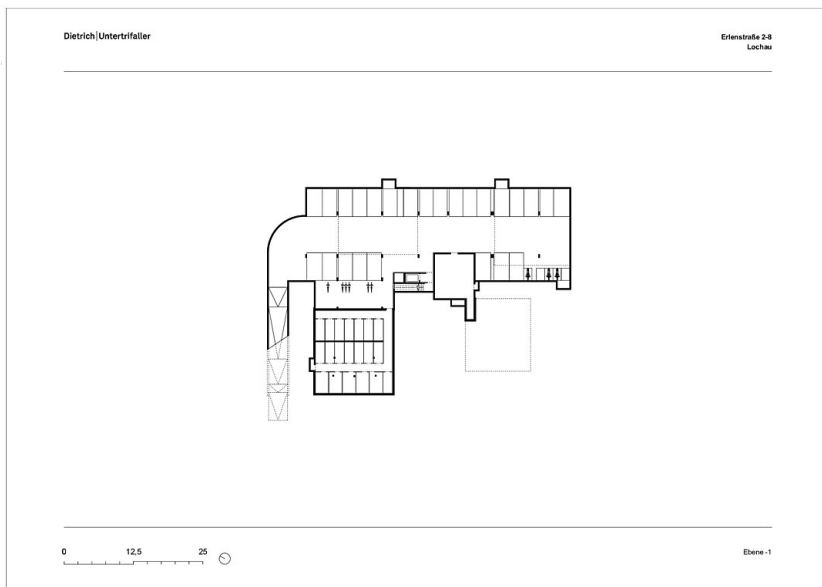 Dietrich|Untertrifaller
Erlenstraße 2-8
Lochau
0 12,5 25
Ebene -1